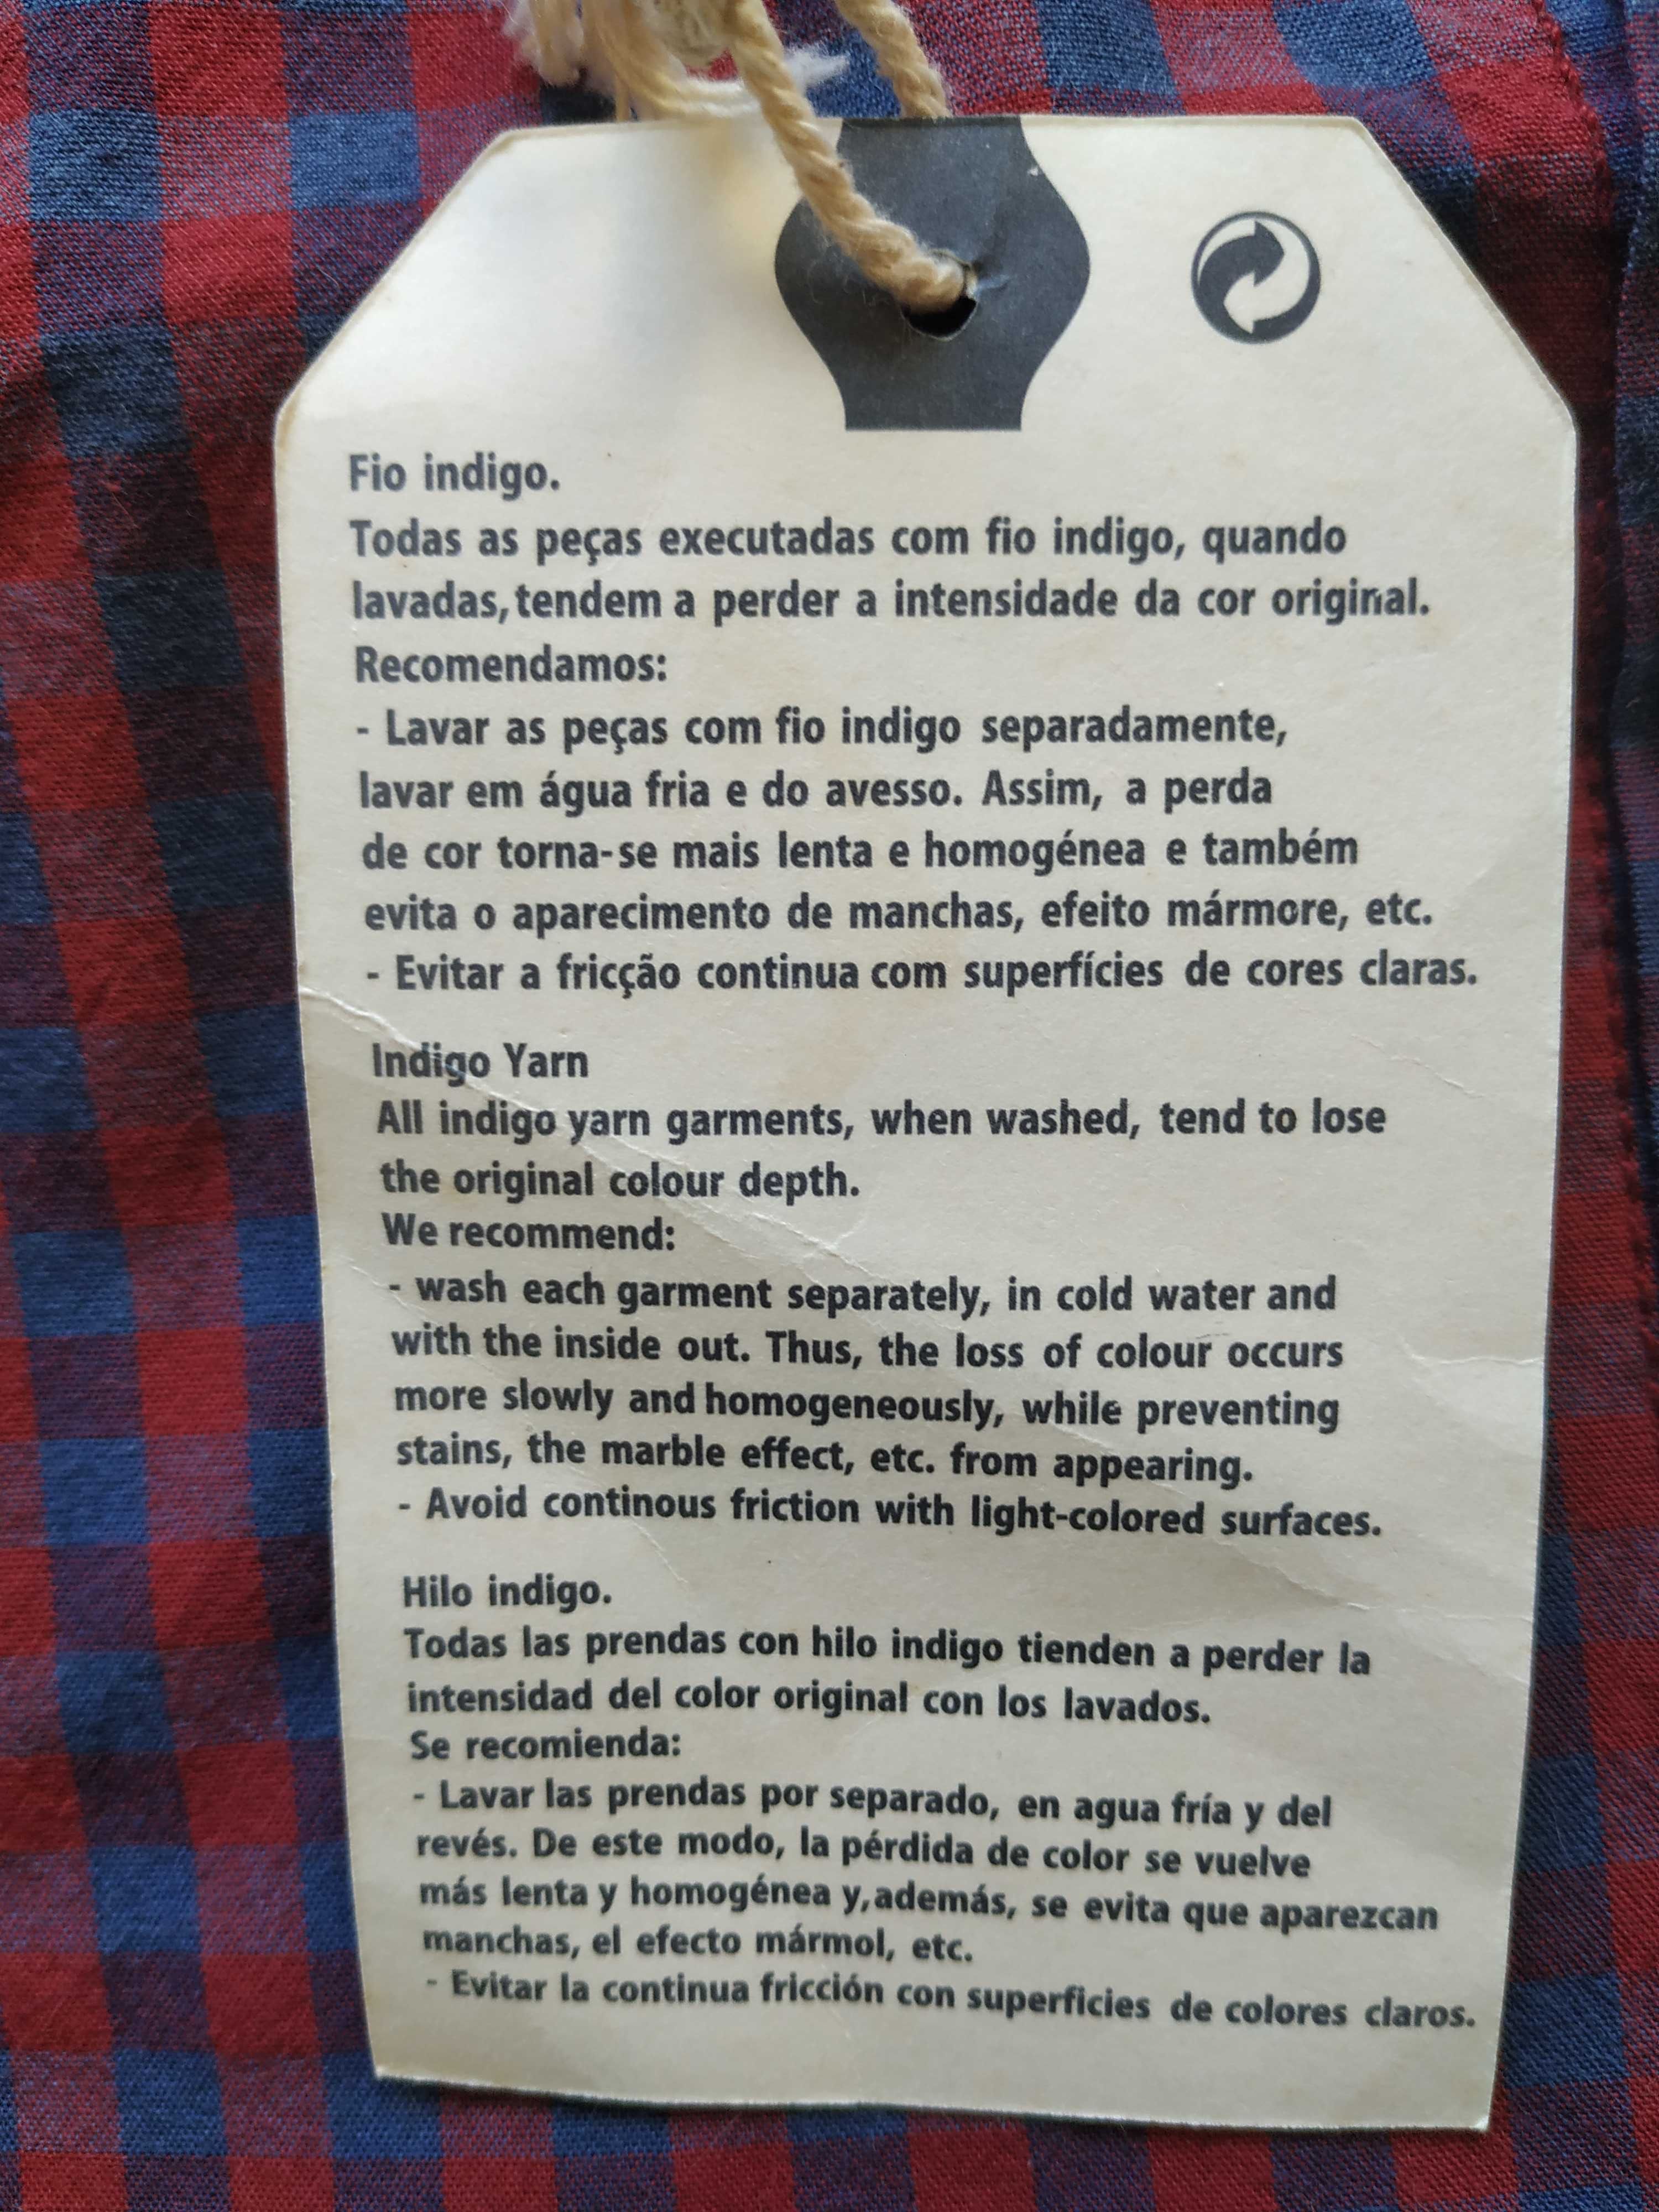 Fio indigo.
Todas as peças executadas com fio indigo, quando
lavadas, tendem a perder a intensidade da cor original.
Recomendamos:
- Lavar as peças com fio indigo separadamente,
lavar em água fria e do avesso. Assim, a perda
de cor torna-se mais lenta e homogénea e também
evita o aparecimento de manchas, efeito mármore, etc.
- Evitar a fricção continua com superfícies de cores claras.
Indigo Yarn
All indigo yarn garments, when washed, tend to lose
the original colour depth.
We recommend:
- wash each garment separately, in cold water and
with the inside out. Thus, the loss of colour occurs
more slowly and homogeneously, while preventing
stains, the marble effect, etc. from appearing.
- Avoid continous friction with light-colored surfaces.
Hilo indigo.
Todas las prendas con hilo indigo tienden a perder la
intensidad del color original con los lavados.
Se recomienda:
- Lavar las prendas por separado, en agua fría y del
revés. De este modo, la pérdida de color se vuelve
más lenta y homogénea y, además, se evita que aparezcan
manchas, el efecto mármol, etc.
- Evitar la continua fricción con superficies de colores claros.